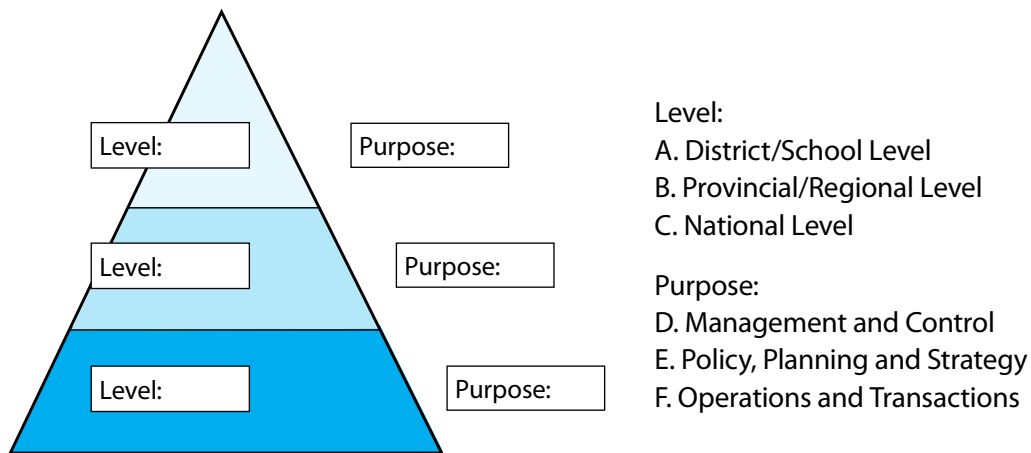 Level:
Purpose:
Level:
Purpose:
Level:
Purpose:
Level:
A. District/School Level
B. Provincial/Regional Level
C. National Level
Purpose:
D. Management and Control
E. Policy, Planning and Strategy
F. Operations and Transactions